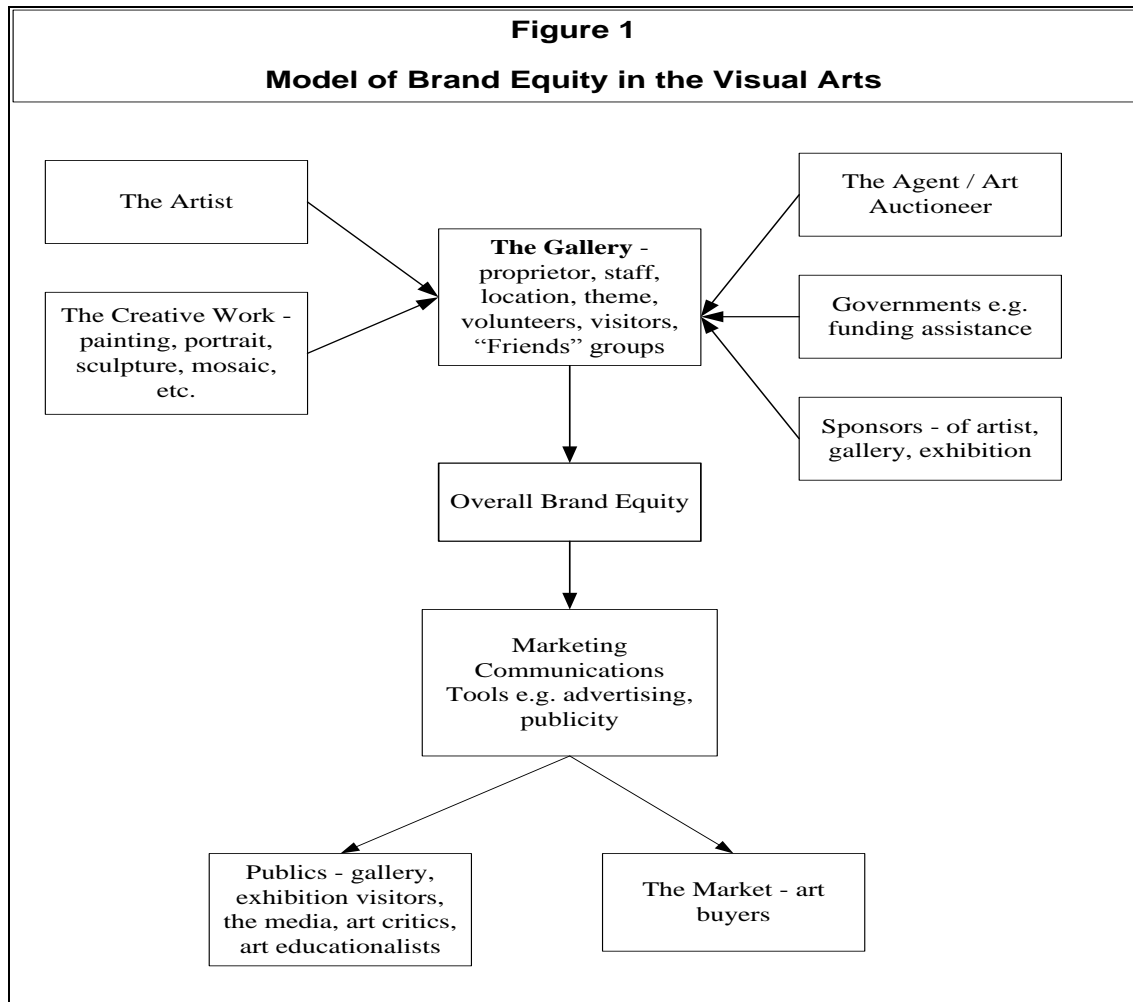 Figure 1
Model of Brand Equity in the Visual Arts
The Artist
The Creative Work -
painting, portrait,
sculpture, mosaic,
etc.
The Gallery -
proprietor, staff,
location, theme,
volunteers, visitors,
“Friends” groups
The Agent / Art
Auctioneer
Governments e.g.
funding assistance
Sponsors - of artist,
gallery, exhibition
Overall Brand Equity
Marketing
Communications
Tools e.g. advertising,
publicity
Publics - gallery,
exhibition visitors,
the media, art critics,
art educationalists
The Market - art
buyers